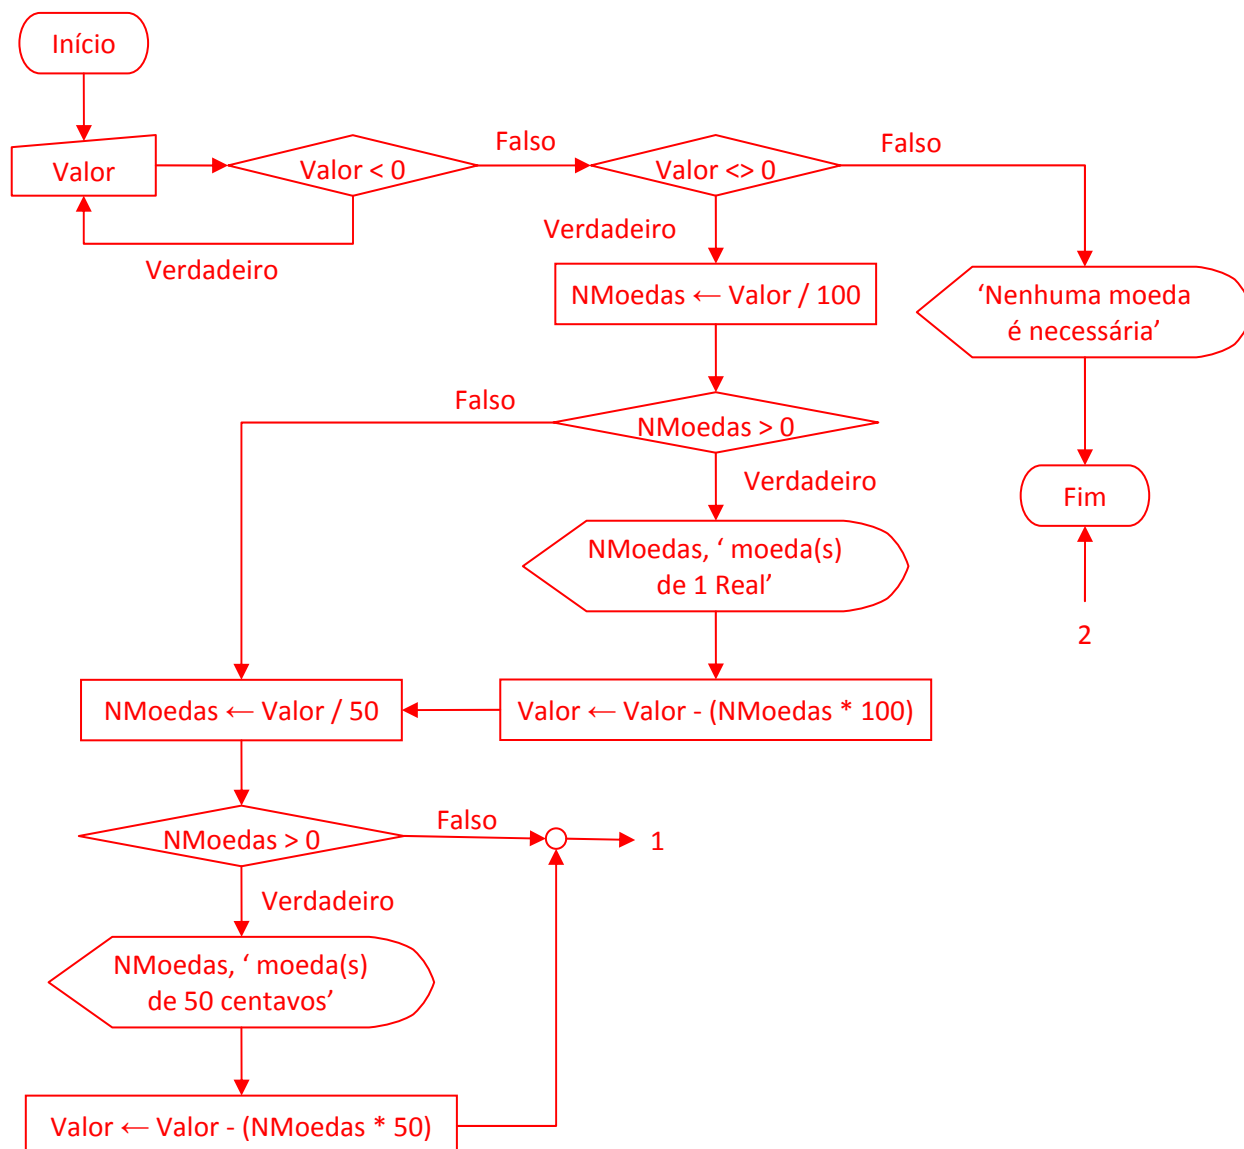 Início
Valor
Valor < 0
Falso
Valor <> 0
Falso
Verdadeiro
Verdadeiro
NMoedas ← Valor / 100
‘Nenhuma moeda
é necessária’
Falso
NMoedas > 0
Verdadeiro
Fim
NMoedas, ‘ moeda(s)
de 1 Real’
2
NMoedas ← Valor / 50
Valor ← Valor - (NMoedas * 100)
NMoedas > 0
Falso
1
Verdadeiro
NMoedas, ‘ moeda(s)
de 50 centavos’
Valor ← Valor - (NMoedas * 50)